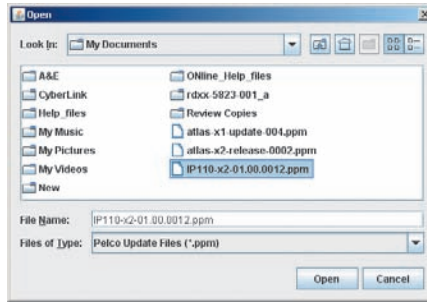 Open
Look In: My Documents
A&E
CyberLink
Help_files
My Music
My Pictures
My Videos
New
ONline_Help_files
rdxx-5823-001_a
Review Copies
atlas-x1-update-004.ppm
atlas-x2-release-0002.ppm
IP110-x2-01.00.0012.ppm
File Name: IP110-x2-01.00.0012.ppm
Files of Type: Pelco Update Files (*.ppm)
Open Cancel